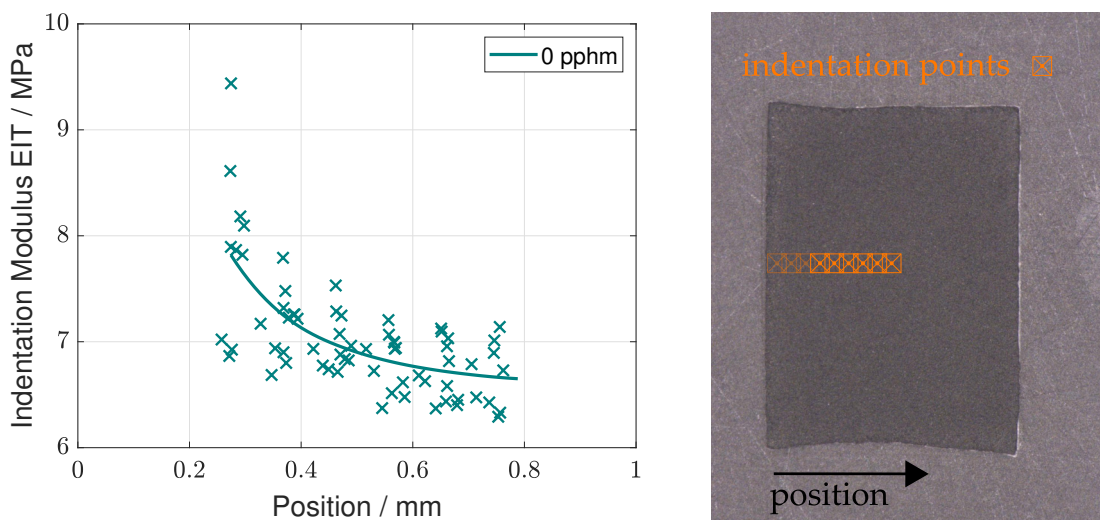 Indentation Modulus EIT / MPa
10
9
8
7
6
0
0.2
0.4
0.6
0.8
1
Position / mm
0 pphm
indentation points
position